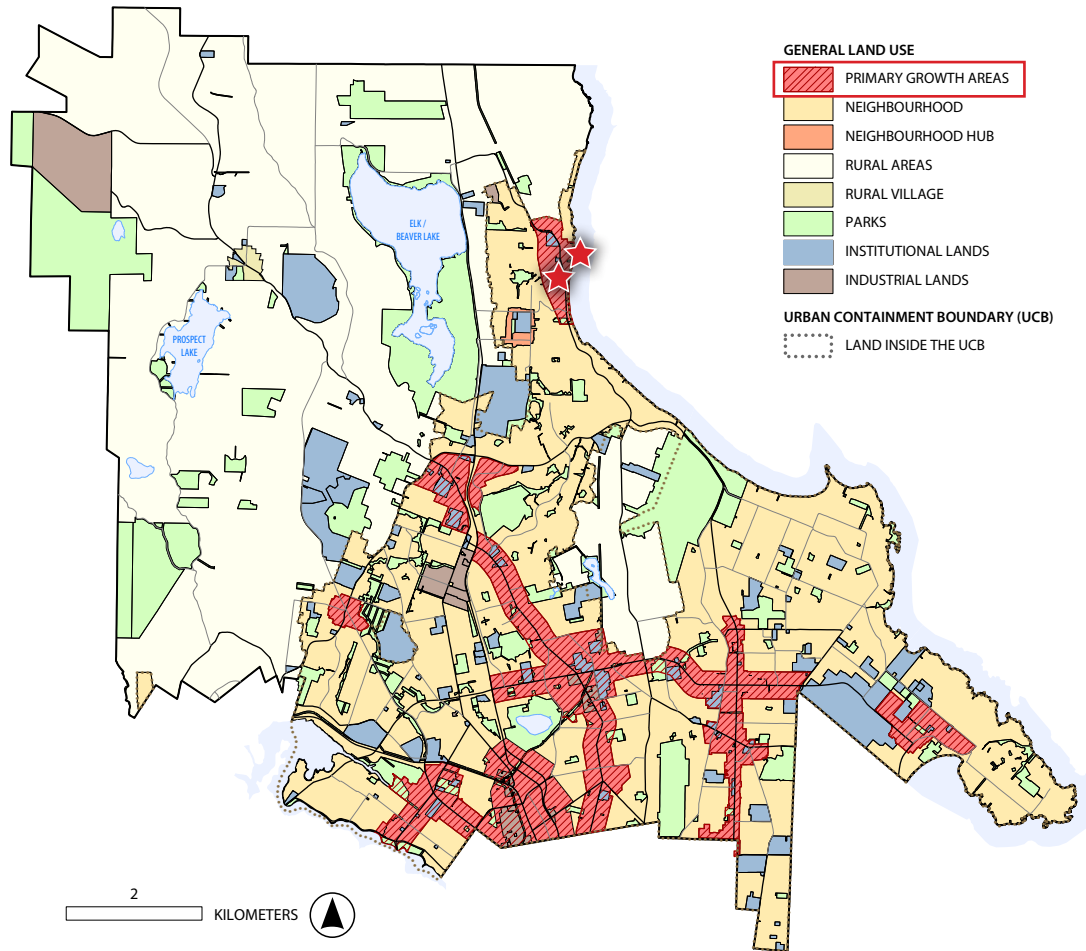 GENERAL LAND USE
PRIMARY GROWTH AREAS
NEIGHBOURHOOD
NEIGHBOURHOOD HUB
RURAL AREAS
RURAL VILLAGE
PARKS
INSTITUTIONAL LANDS
INDUSTRIAL LANDS
URBAN CONTAINMENT BOUNDARY (UCB)
LAND INSIDE THE UCB
ELK /
BEAVER LAKE
PROSPECT
LAKE
2
KILOMETERS